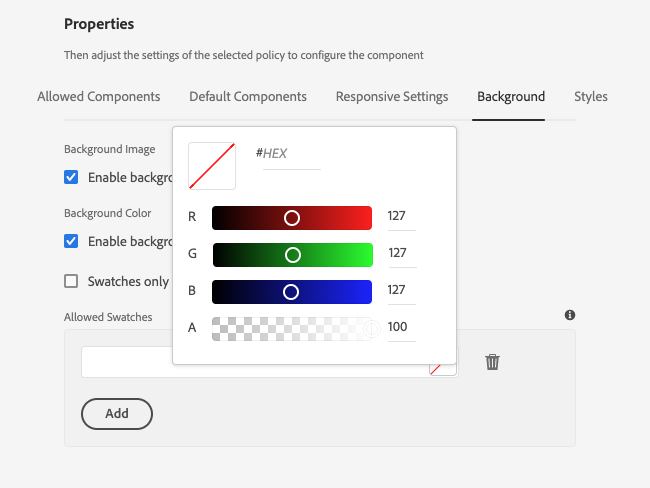 Properties
Then adjust the settings of the selected policy to configure the component
Allowed Components Default Components Responsive Settings Background Styles
Background Image
Enable backgro
Background Color
Enable backgro
Swatches only
Allowed Swatches
#HEX
R 127
G 127
B 127
A 100
Add